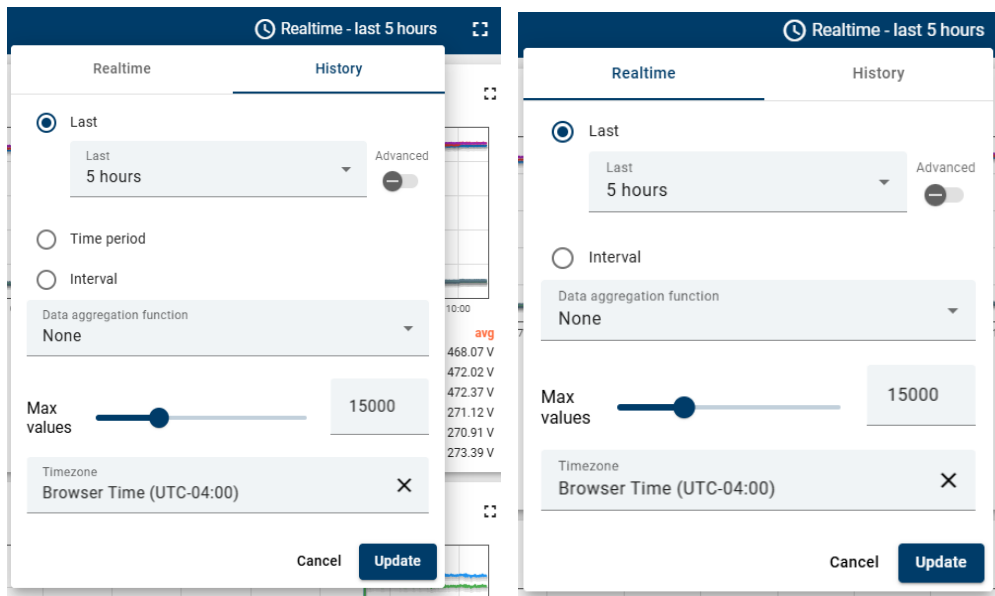 Realtime - last 5 hours
Realtime
History
Last
Last
5 hours
Advanced
Time period
Interval
Data aggregation function
None
Max
values
15000
Timezone
Browser Time (UTC-04:00)
Cancel
Update
10:00
avg
468.07 V
472.02 V
472.37 V
271.12 V
270.91 V
273.39 V
Realtime - last 5 hours
Realtime
History
Last
Last
5 hours
Advanced
Interval
Data aggregation function
None
Max
values
15000
Timezone
Browser Time (UTC-04:00)
Cancel
Update